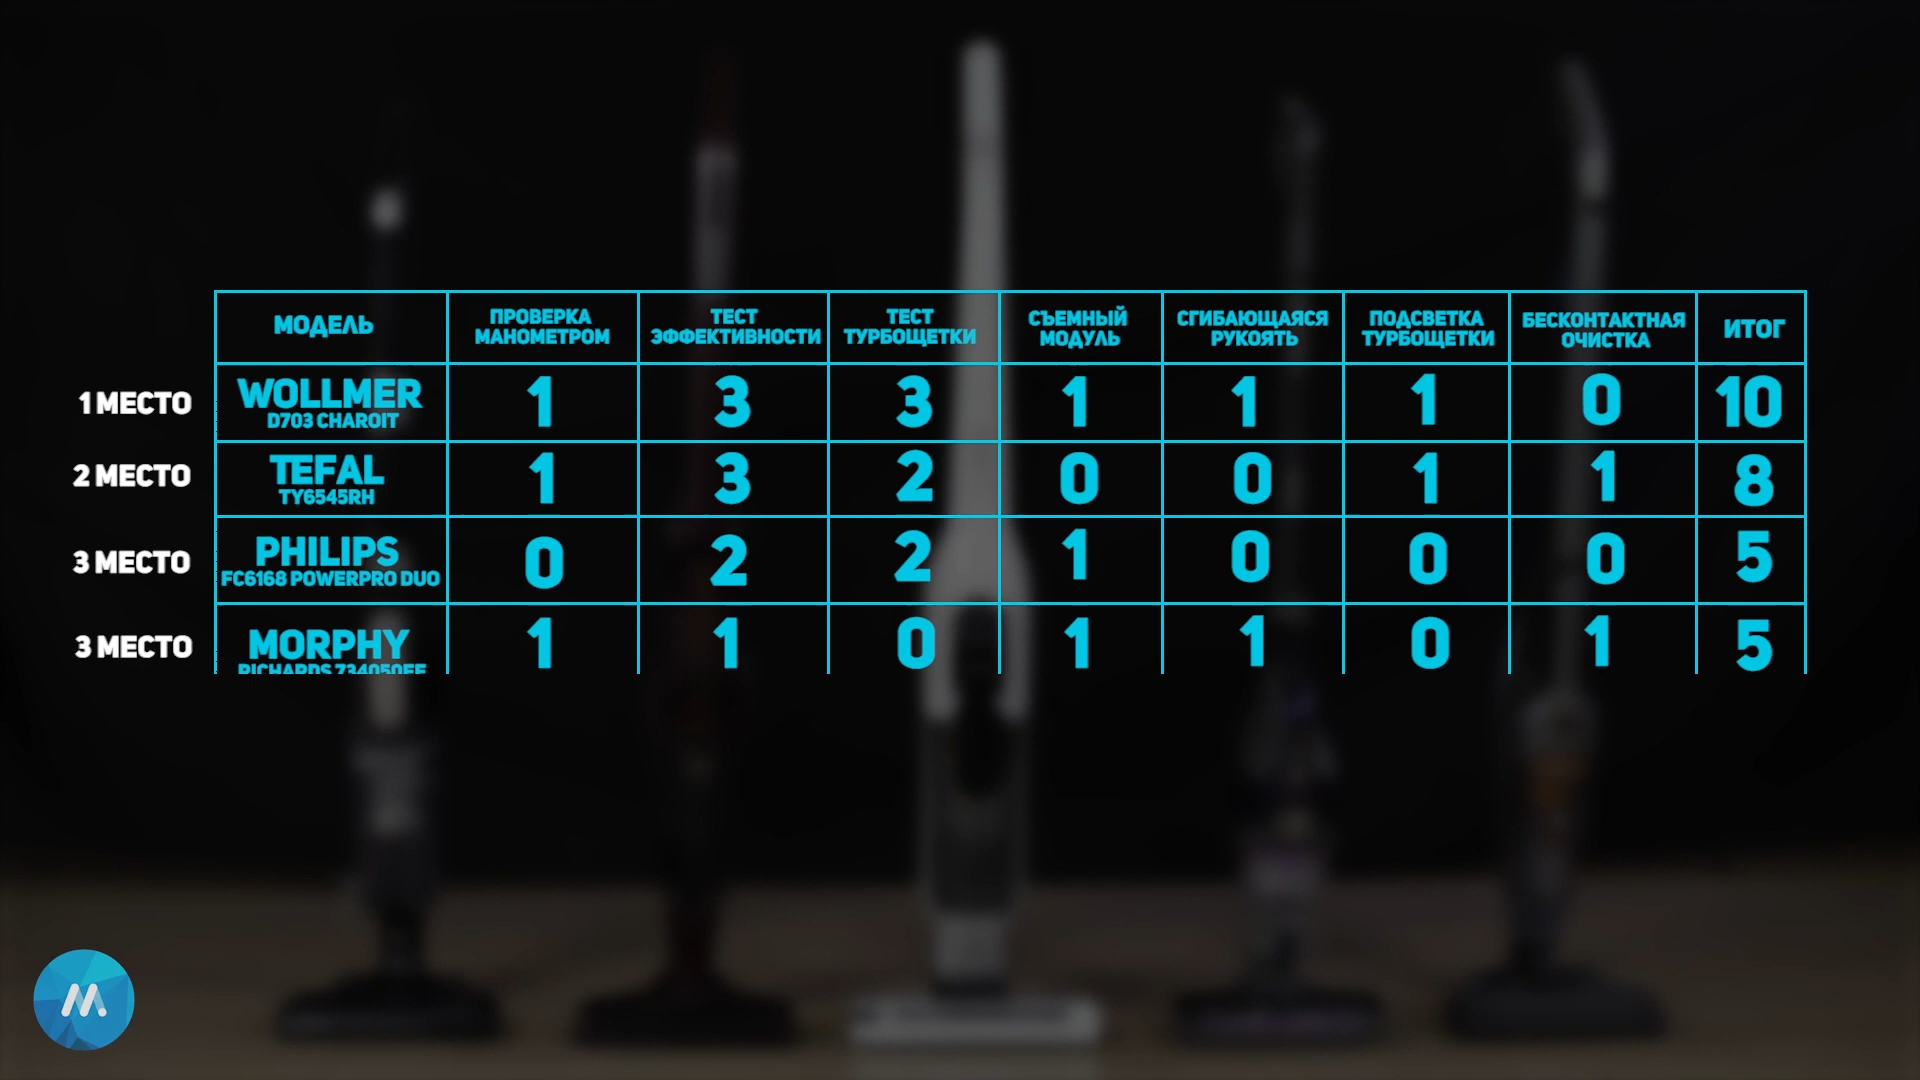 МОДЕЛЬ ПРОВЕРКА МАНОМЕТРОМ ТЕСТ ЭФФЕКТИВНОСТИ ТЕСТ ТУРБОЩЕТКИ СЪЕМНЫЙ МОДУЛЬ СГИБАЮЩАЯСЯ РУКОЯТЬ ПОДСВЕТКА ТУРБОЩЕТКИ БЕСКОНТАКТНАЯ ОЧИСТКА ИТОГ
1 МЕСТО WOLLMER D703 CHAROIT 1 3 3 1 1 1 0 10
2 МЕСТО TEFAL TY6545RH 1 3 2 0 0 1 1 8
3 МЕСТО PHILIPS FC6168 POWERPRO DUO 0 2 2 1 0 0 0 5
3 МЕСТО MORPHY RICHARDS 734050EE 1 1 0 1 1 0 1 5
M